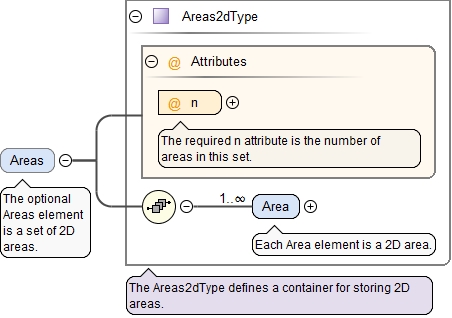 Areas2dType
Attributes
@ n
The required n attribute is the number of
areas in this set.
Areas
The optional
Areas element
is a set of 2D
areas.
1..∞
Area
Each Area element is a 2D area.
The Areas2dType defines a container for storing 2D
areas.